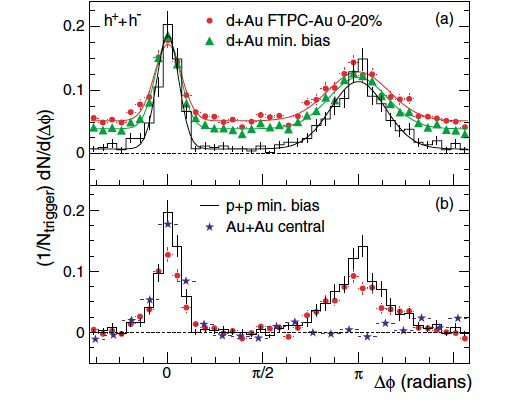 h⁺+h⁻
d+Au FTPC-Au 0-20%
(a)
d+Au min. bias
0.2
0.1
0
(1/N_trigger) dN/d(Δϕ)
p+p min. bias
(b)
Au+Au central
0.2
0.1
0
0 π/2 π Δϕ (radians)